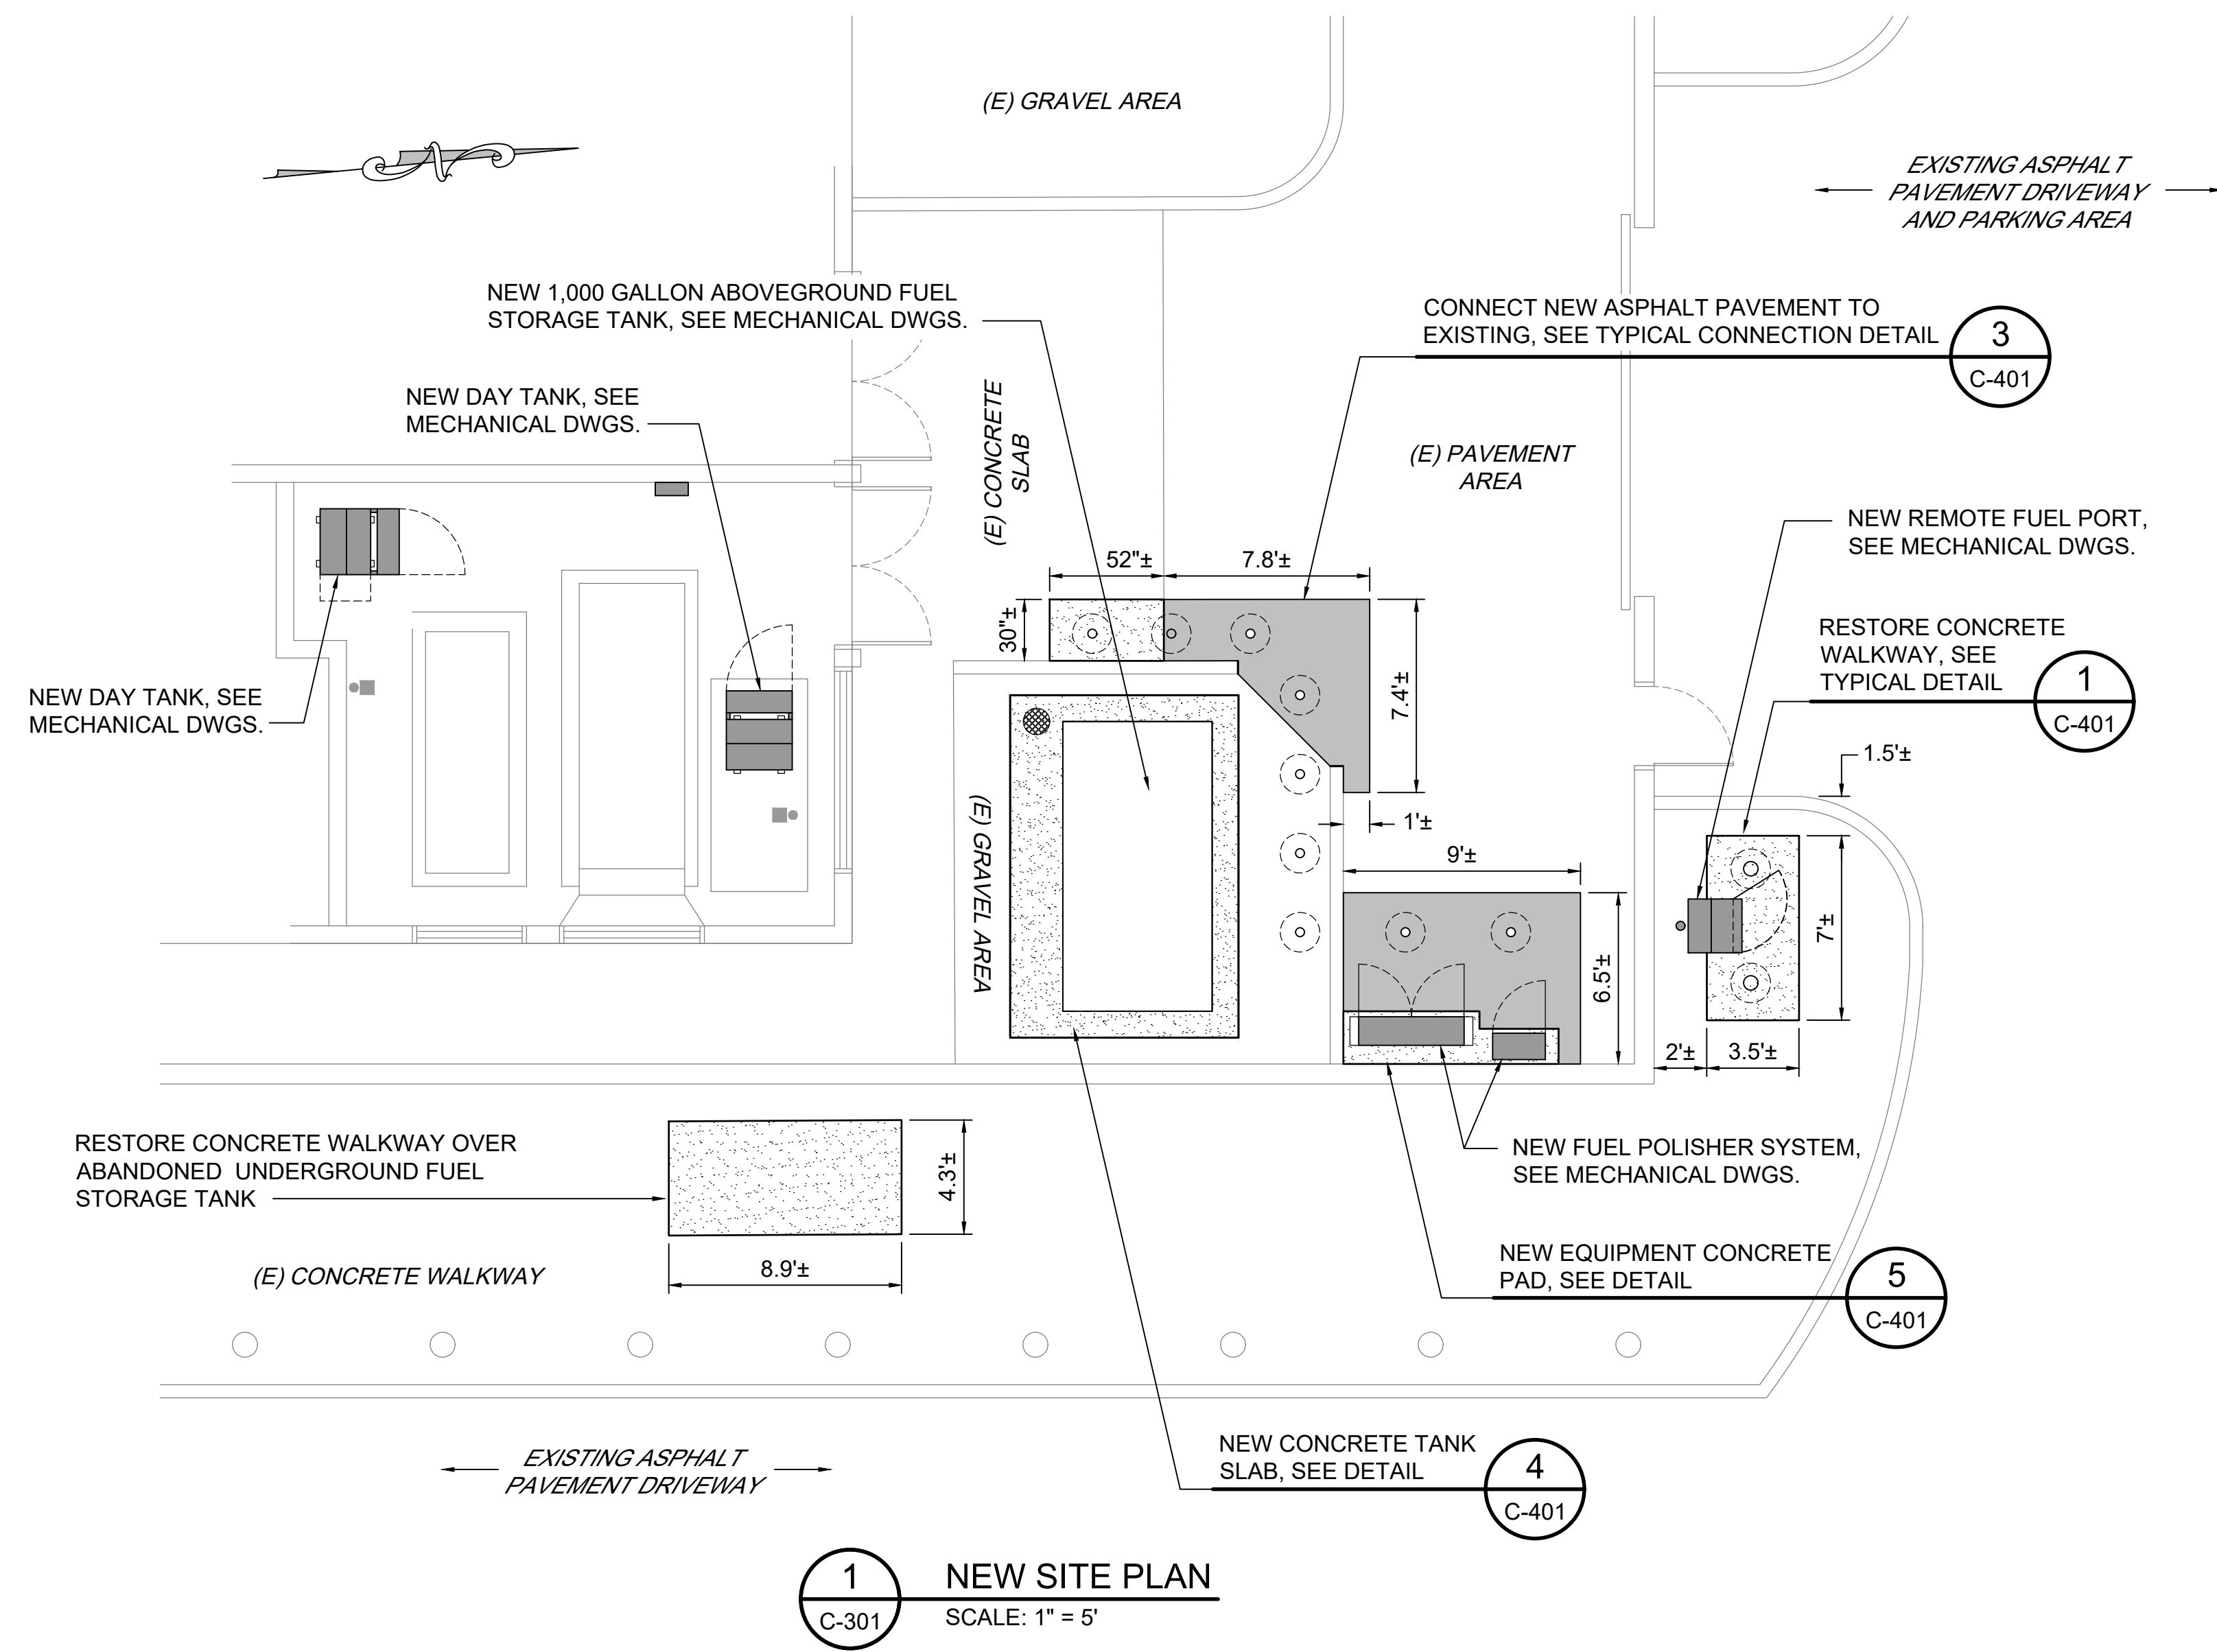 (E) GRAVEL AREA
N
EXISTING ASPHALT
PAVEMENT DRIVEWAY
AND PARKING AREA
NEW 1,000 GALLON ABOVEGROUND FUEL
STORAGE TANK, SEE MECHANICAL DWGS.
CONNECT NEW ASPHALT PAVEMENT TO
EXISTING, SEE TYPICAL CONNECTION DETAIL
3
C-401
NEW DAY TANK, SEE
MECHANICAL DWGS.
(E) CONCRETE
SLAB
(E) PAVEMENT
AREA
NEW REMOTE FUEL PORT,
SEE MECHANICAL DWGS.
52"±
7.8'±
30"±
7.4'±
RESTORE CONCRETE
WALKWAY, SEE
TYPICAL DETAIL
1
C-401
NEW DAY TANK, SEE
MECHANICAL DWGS.
1.5'±
1'±
(E) GRAVEL AREA
9'±
6.5'±
7'±
2'±
3.5'±
RESTORE CONCRETE WALKWAY OVER
ABANDONED UNDERGROUND FUEL
STORAGE TANK
4.3'±
8.9'±
NEW FUEL POLISHER SYSTEM,
SEE MECHANICAL DWGS.
(E) CONCRETE WALKWAY
NEW EQUIPMENT CONCRETE
PAD, SEE DETAIL
5
C-401
EXISTING ASPHALT
PAVEMENT DRIVEWAY
NEW CONCRETE TANK
SLAB, SEE DETAIL
4
C-401
1
C-301
NEW SITE PLAN
SCALE: 1" = 5'